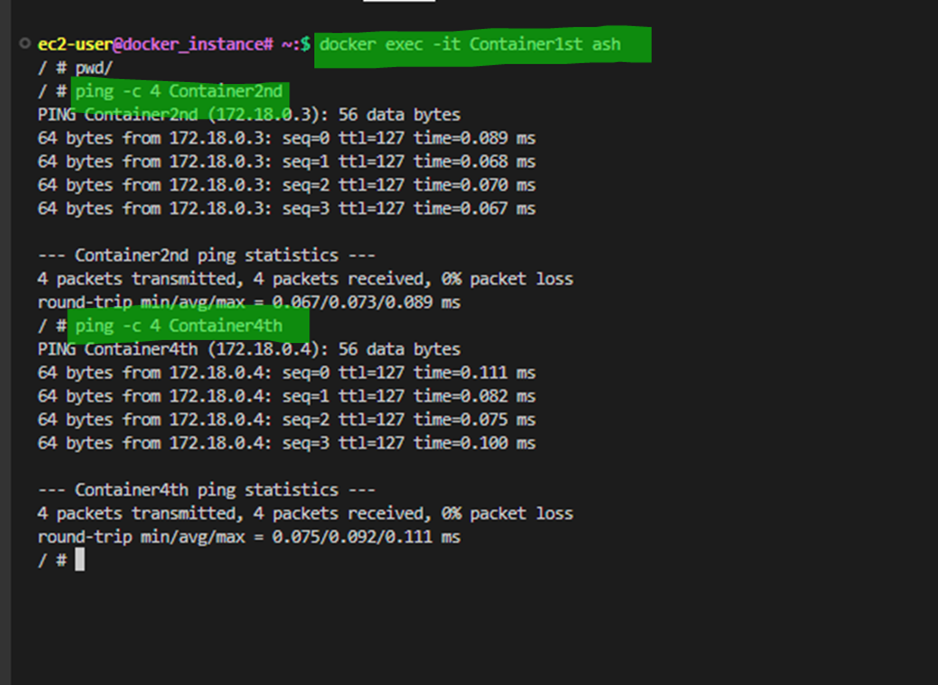 ec2-user@docker_instance# ~:$ docker exec -it Container1st ash
/ # pwd/
/ # ping -c 4 Container2nd
PING Container2nd (172.18.0.3): 56 data bytes
64 bytes from 172.18.0.3: seq=0 ttl=127 time=0.089 ms
64 bytes from 172.18.0.3: seq=1 ttl=127 time=0.068 ms
64 bytes from 172.18.0.3: seq=2 ttl=127 time=0.070 ms
64 bytes from 172.18.0.3: seq=3 ttl=127 time=0.067 ms
--- Container2nd ping statistics ---
4 packets transmitted, 4 packets received, 0% packet loss
round-trip min/avg/max = 0.067/0.073/0.089 ms
/ # ping -c 4 Container4th
PING Container4th (172.18.0.4): 56 data bytes
64 bytes from 172.18.0.4: seq=0 ttl=127 time=0.111 ms
64 bytes from 172.18.0.4: seq=1 ttl=127 time=0.082 ms
64 bytes from 172.18.0.4: seq=2 ttl=127 time=0.075 ms
64 bytes from 172.18.0.4: seq=3 ttl=127 time=0.100 ms
--- Container4th ping statistics ---
4 packets transmitted, 4 packets received, 0% packet loss
round-trip min/avg/max = 0.075/0.092/0.111 ms
/ #